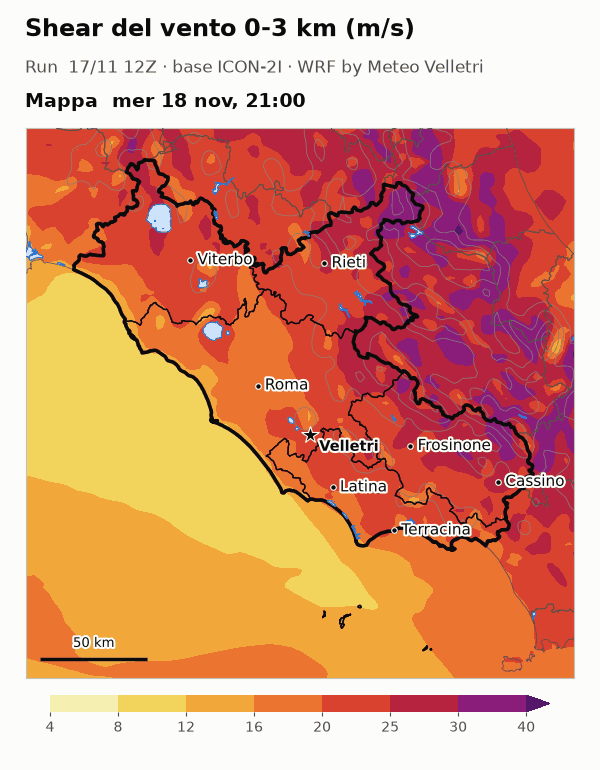 Shear del vento 0-3 km (m/s)
Run  17/11 12Z · base ICON-2I · WRF by Meteo Velletri
Mappa  mer 18 nov, 21:00
Viterbo
Rieti
Roma
Velletri
Frosinone
Latina
Cassino
Terracina
50 km
4 8 12 16 20 25 30 40